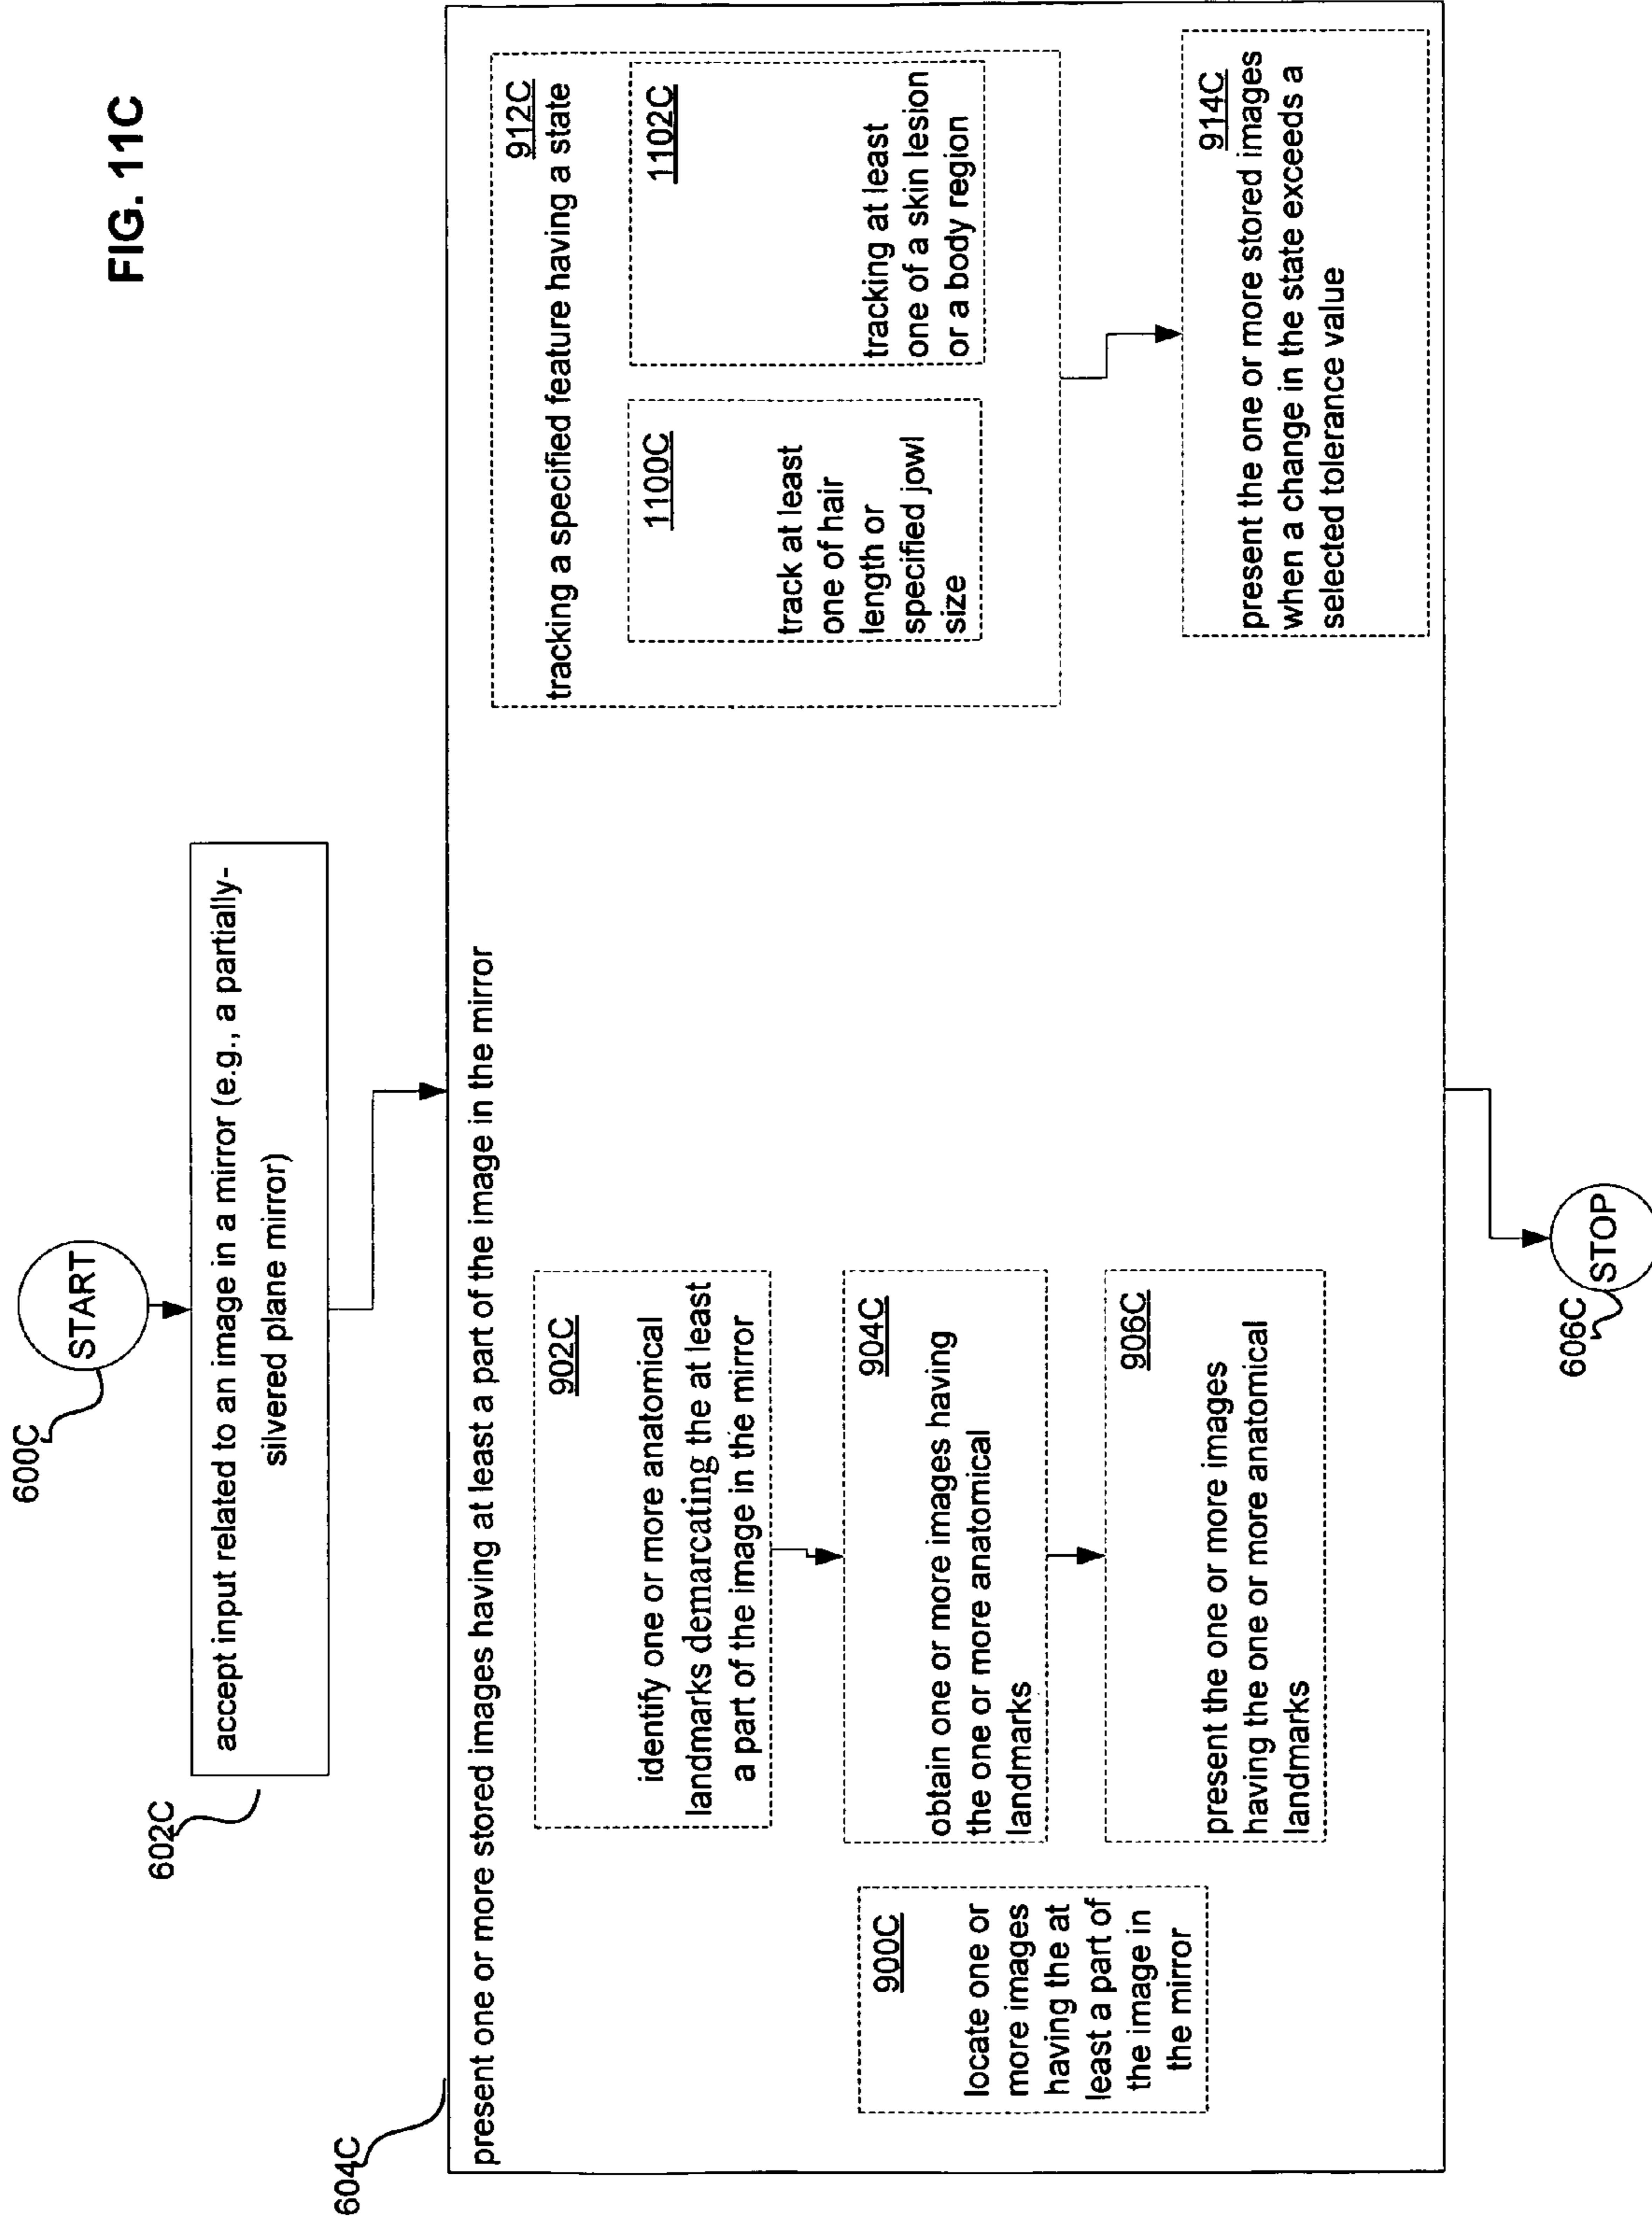 FIG. 11C
600C
START
602C
accept input related to an image in a mirror (e.g., a partially-
silvered plane mirror)
604C
present one or more stored images having at least a part of the image in the mirror
900C
locate one or
more images
having the at
least a part of
the image in
the mirror
902C
identify one or more anatomical
landmarks demarcating the at least
a part of the image in the mirror
904C
obtain one or more images having
the one or more anatomical
landmarks
906C
present the one or more images
having the one or more anatomical
landmarks
912C
tracking a specified feature having a state
1100C
track at least
one of hair
length or
specified jowl
size
1102C
tracking at least
one of a skin lesion
or a body region
914C
present the one or more stored images
when a change in the state exceeds a
selected tolerance value
606C
STOP